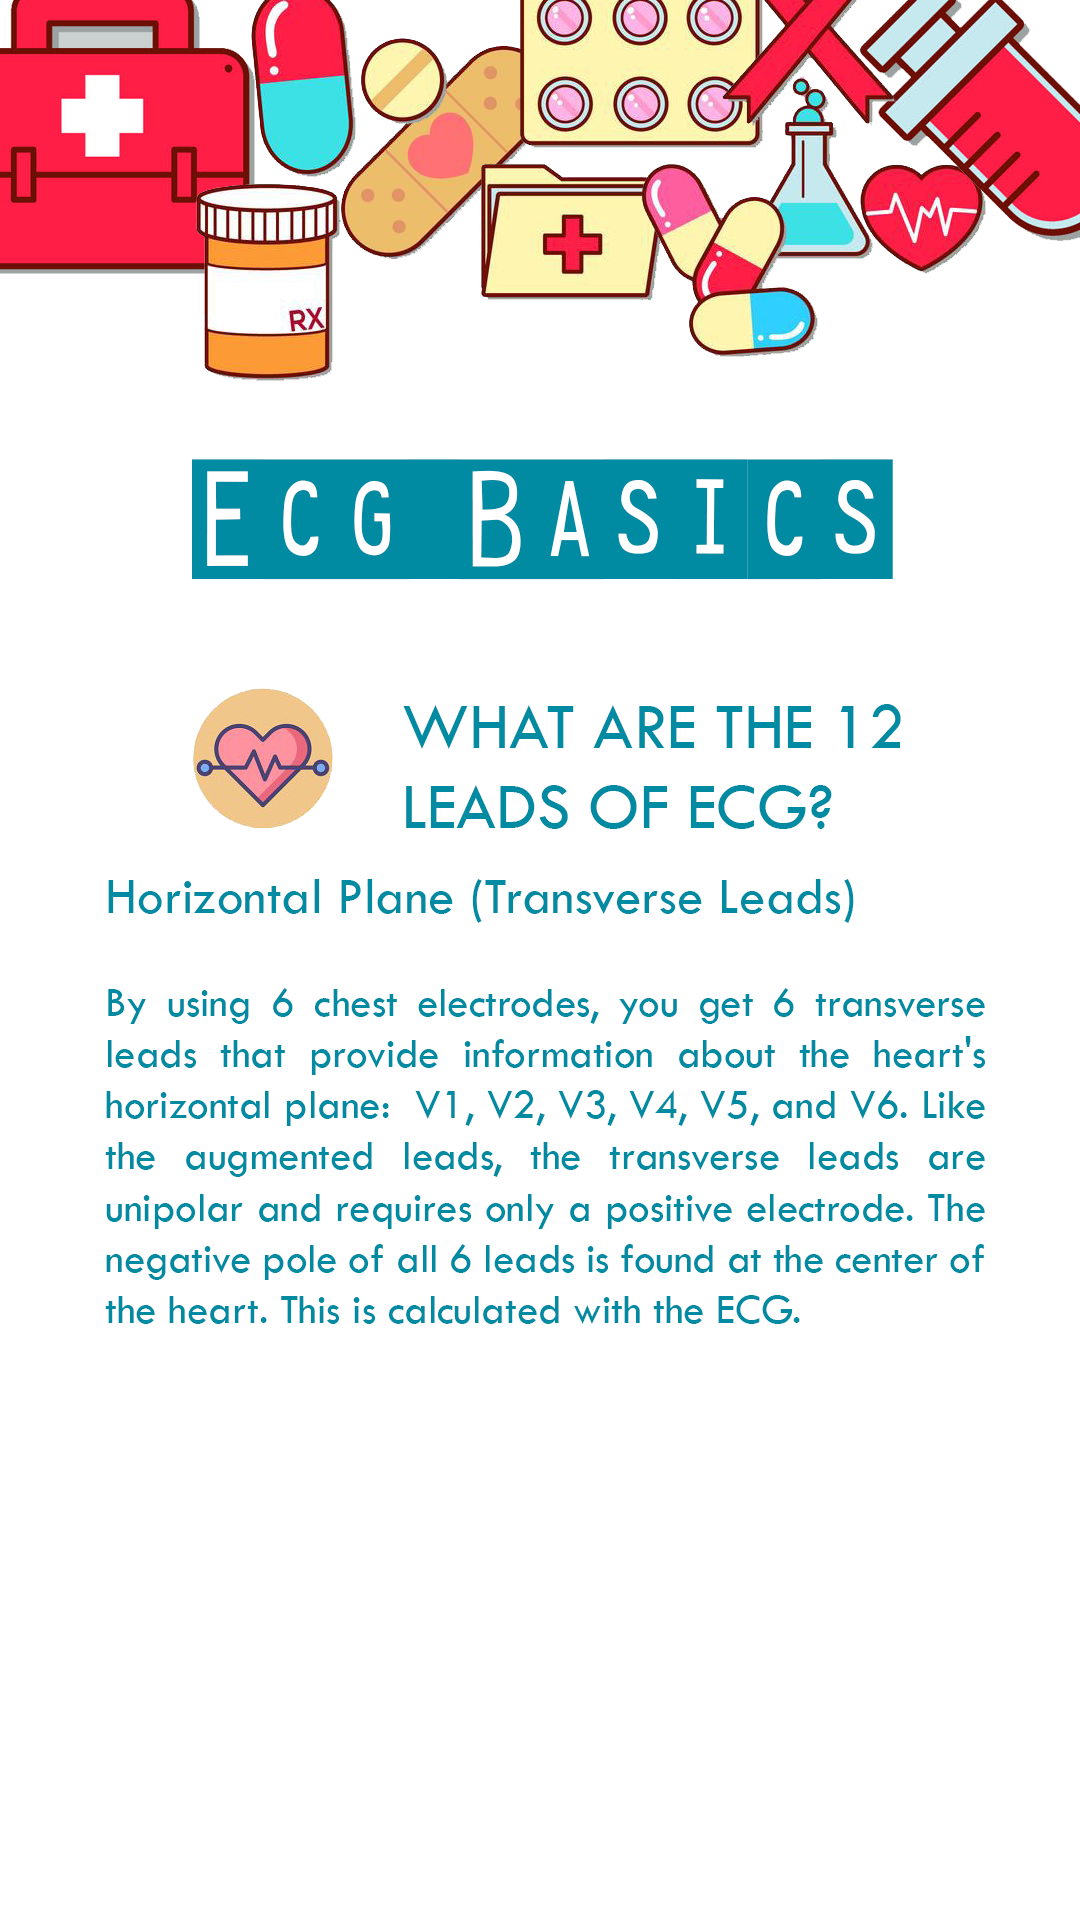 RX
Ecg Basics
WHAT ARE THE 12
LEADS OF ECG?
Horizontal Plane (Transverse Leads)
By using 6 chest electrodes, you get 6 transverse
leads that provide information about the heart's
horizontal plane: V1, V2, V3, V4, V5, and V6. Like
the augmented leads, the transverse leads are
unipolar and requires only a positive electrode. The
negative pole of all 6 leads is found at the center of
the heart. This is calculated with the ECG.